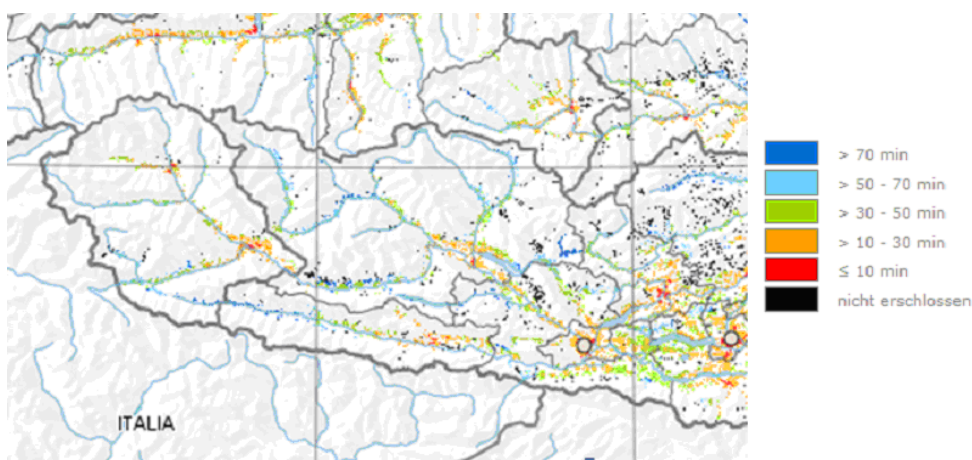 > 70 min
> 50 - 70 min
> 30 - 50 min
> 10 - 30 min
≤ 10 min
nicht erschlossen
ITALIA